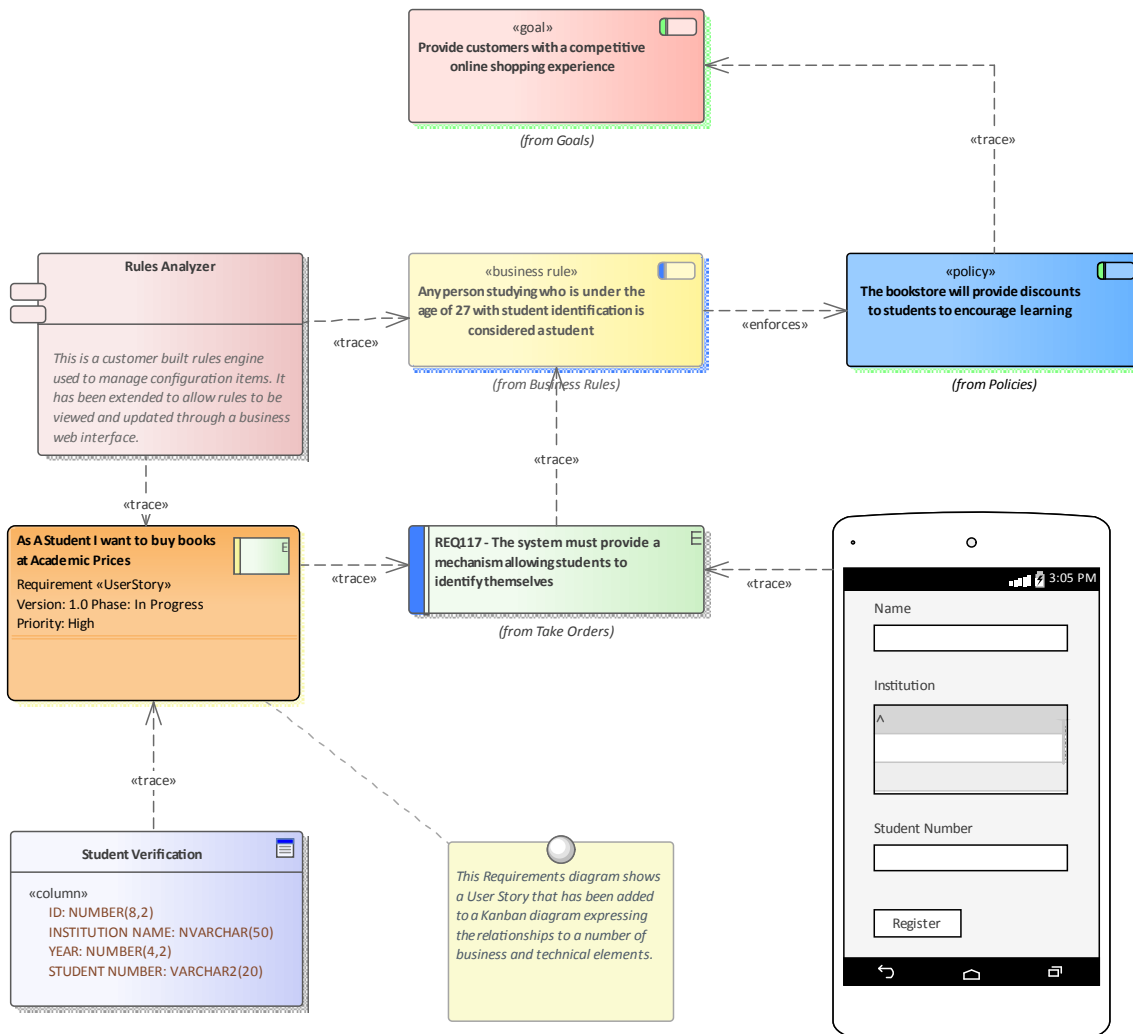 «goal»
Provide customers with a competitive
online shopping experience
(from Goals)
«trace»
Rules Analyzer
This is a customer built rules engine
used to manage configuration items. It
has been extended to allow rules to be
viewed and updated through a business
web interface.
«trace»
«business rule»
Any person studying who is under the
age of 27 with student identification is
considered a student
(from Business Rules)
«enforces»
«policy»
The bookstore will provide discounts
to students to encourage learning
(from Policies)
«trace»
«trace»
As A Student I want to buy books
at Academic Prices
Requirement «UserStory»
Version: 1.0 Phase: In Progress
Priority: High
E
«trace»
REQ117 - The system must provide a
mechanism allowing students to
identify themselves
E
(from Take Orders)
«trace»
3:05 PM
Name
Institution
^
Student Number
Register
«trace»
Student Verification
«column»
ID: NUMBER(8,2)
INSTITUTION NAME: NVARCHAR(50)
YEAR: NUMBER(4,2)
STUDENT NUMBER: VARCHAR2(20)
This Requirements diagram shows
a User Story that has been added
to a Kanban diagram expressing
the relationships to a number of
business and technical elements.